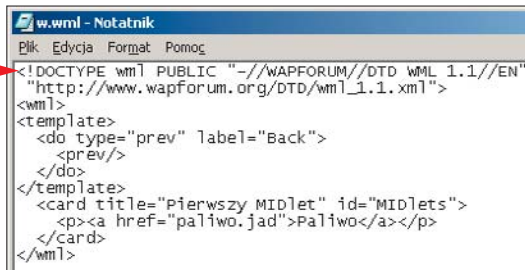 w.wml - Notatnik
Plik Edycja Format Pomoc
<!DOCTYPE wml PUBLIC "-//WAPFORUM//DTD WML 1.1//EN"
"http://www.wapforum.org/DTD/wml_1.1.xml">
<wml>
<template>
<do type="prev" label="Back">
<prev/>
</do>
</template>
<card title="Pierwszy MIDlet" id="MIDlets">
<p><a href="paliwo.jad">Paliwo</a></p>
</card>
</wml>